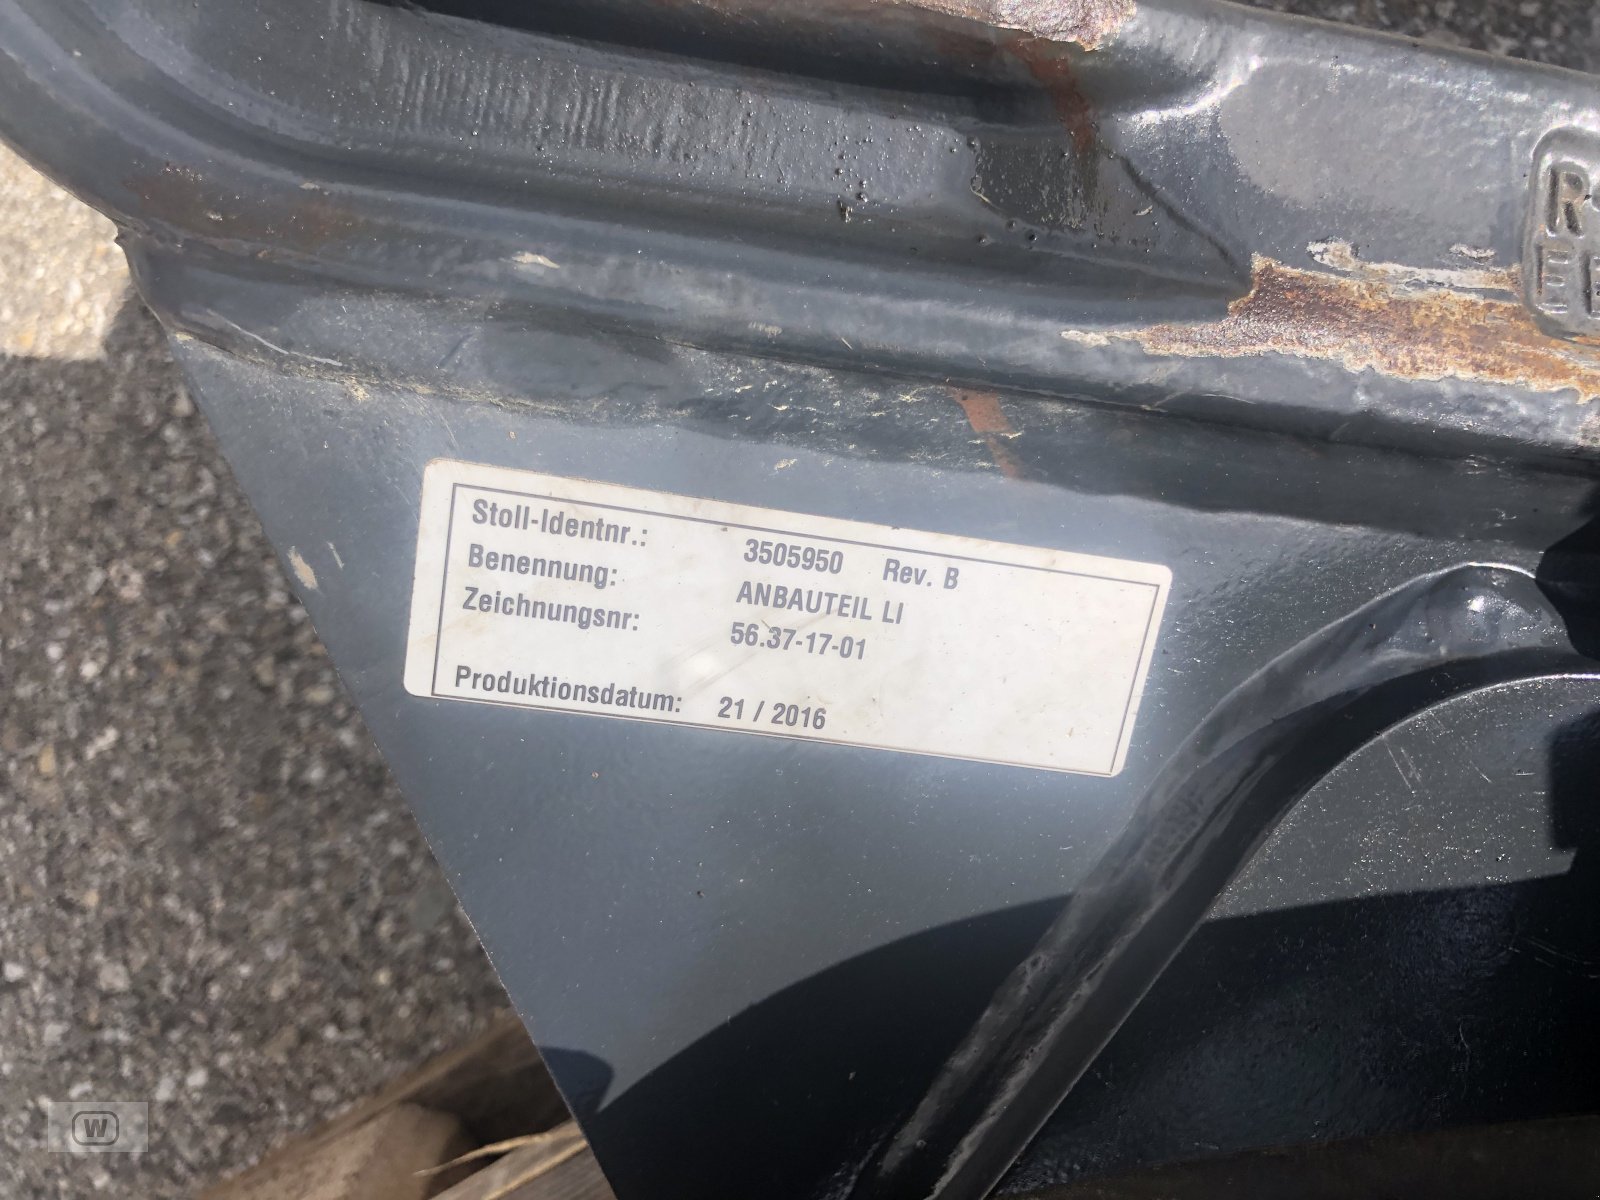 Stoll-Identnr.: 3505950 Rev. B
Benennung: ANBAUTEIL LI
Zeichnungsnr: 56.37-17-01
Produktionsdatum: 21 / 2016
W